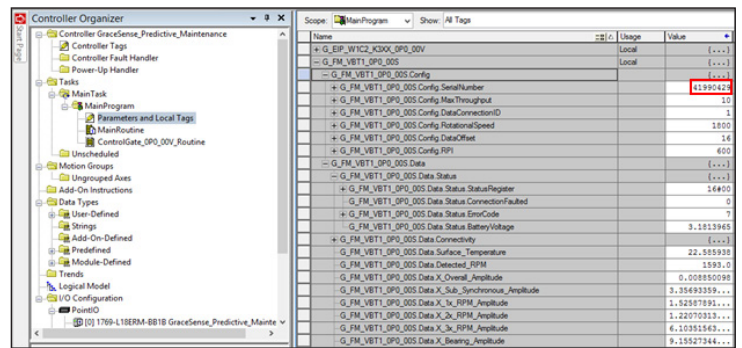 Start Page
Controller Organizer
Controller GraceSense_Predictive_Maintenance
Controller Tags
Controller Fault Handler
Power-Up Handler
Tasks
MainTask
MainProgram
Parameters and Local Tags
MainRoutine
ControlGate_0P0_00V_Routine
Unscheduled
Motion Groups
Ungrouped Axes
Add-On Instructions
Data Types
User-Defined
Strings
Add-On-Defined
Predefined
Module-Defined
Trends
Logical Model
I/O Configuration
PointIO
[0] 1769-L18ERM-BB1B GraceSense_Predictive_Mainte
Scope: MainProgram Show: All Tags
Name Usage Value
G_EIP_W1C2_K3XX_0P0_00V Local {...}
G_FM_VBT1_0P0_00S Local {...}
G_FM_VBT1_0P0_00S.Config {...}
G_FM_VBT1_0P0_00S.Config.SerialNumber 41990429
G_FM_VBT1_0P0_00S.Config.MaxThroughput 10
G_FM_VBT1_0P0_00S.Config.DataConnectionID 1
G_FM_VBT1_0P0_00S.Config.RotationalSpeed 1800
G_FM_VBT1_0P0_00S.Config.DataOffset 16
G_FM_VBT1_0P0_00S.Config.RPI 600
G_FM_VBT1_0P0_00S.Data {...}
G_FM_VBT1_0P0_00S.Data.Status {...}
G_FM_VBT1_0P0_00S.Data.Status.StatusRegister 16#00
G_FM_VBT1_0P0_00S.Data.Status.ConnectionFaulted 0
G_FM_VBT1_0P0_00S.Data.Status.ErrorCode 7
G_FM_VBT1_0P0_00S.Data.Status.BatteryVoltage 3.1813965
G_FM_VBT1_0P0_00S.Data.Connectivity {...}
G_FM_VBT1_0P0_00S.Data.Surface_Temperature 22.585938
G_FM_VBT1_0P0_00S.Data.Detected_RPM 1593.0
G_FM_VBT1_0P0_00S.Data.X_Overall_Amplitude 0.008850098
G_FM_VBT1_0P0_00S.Data.X_Sub_Synchronous_Amplitude 3.35693359...
G_FM_VBT1_0P0_00S.Data.X_1x_RPM_Amplitude 1.52587891...
G_FM_VBT1_0P0_00S.Data.X_2x_RPM_Amplitude 1.22070313...
G_FM_VBT1_0P0_00S.Data.X_3x_RPM_Amplitude 6.10351563...
G_FM_VBT1_0P0_00S.Data.X_Bearing_Amplitude 9.15527344...